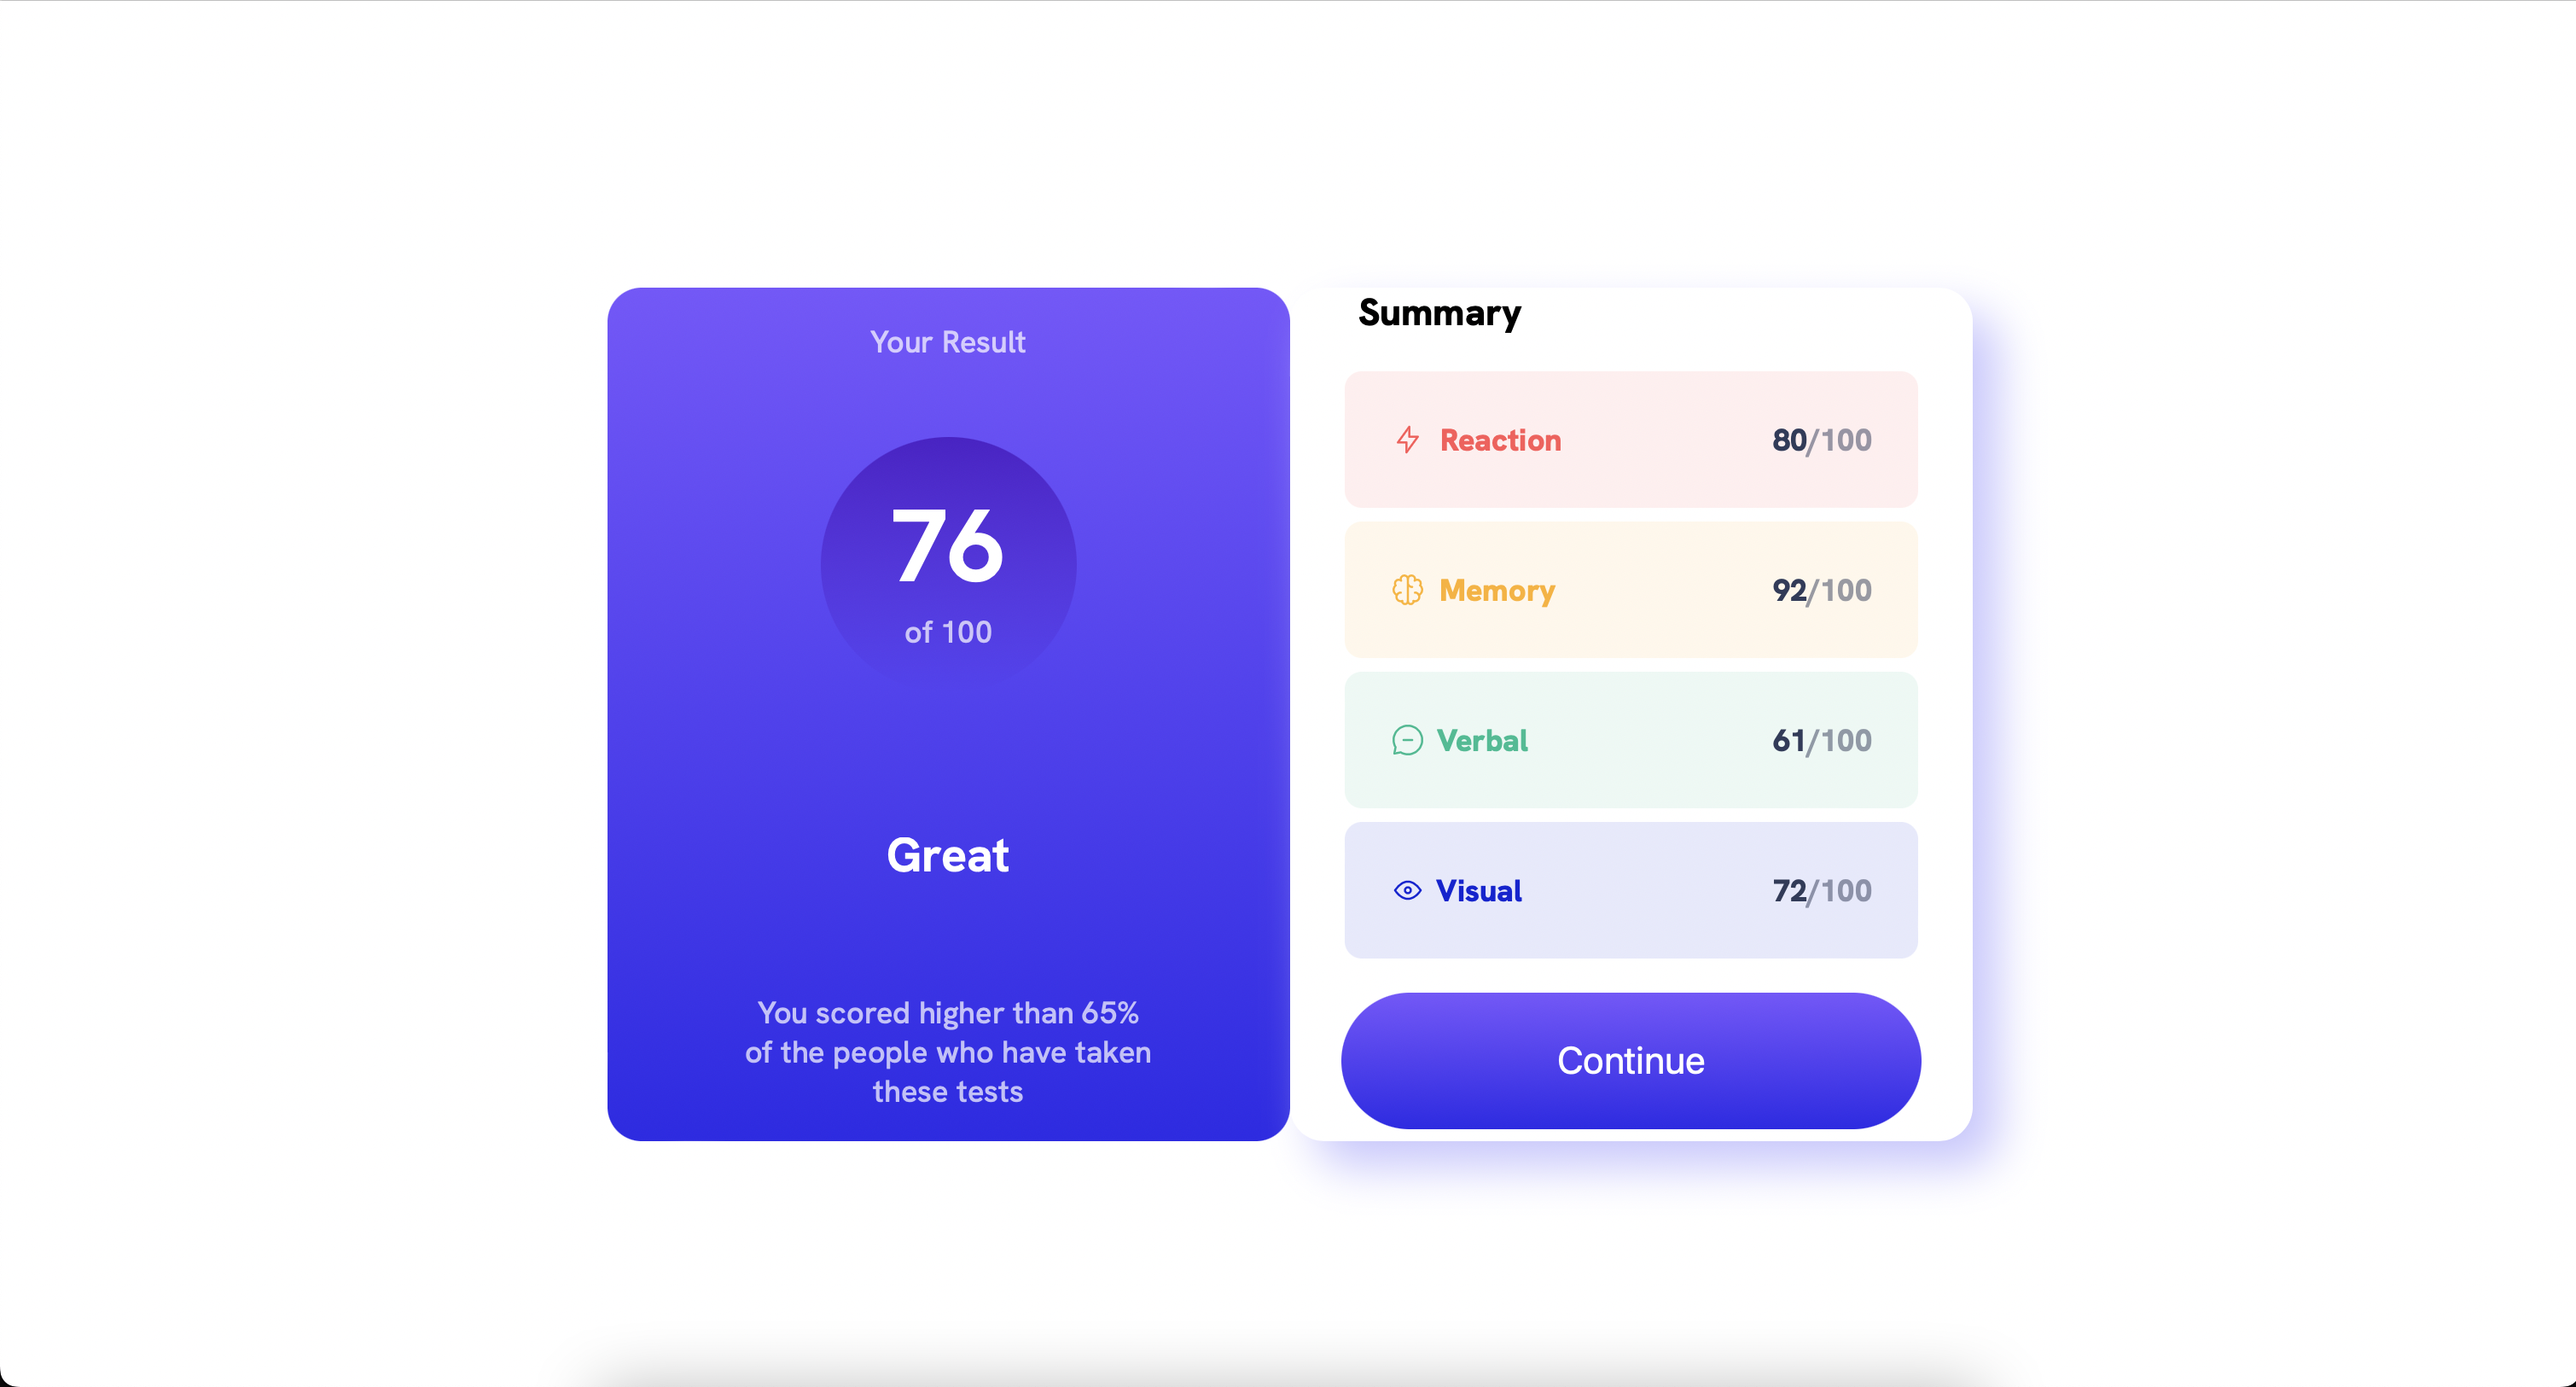 Your Result
76
of 100
Great
You scored higher than 65%
of the people who have taken
these tests
Summary
Reaction 80/100
Memory 92/100
Verbal 61/100
Visual 72/100
Continue